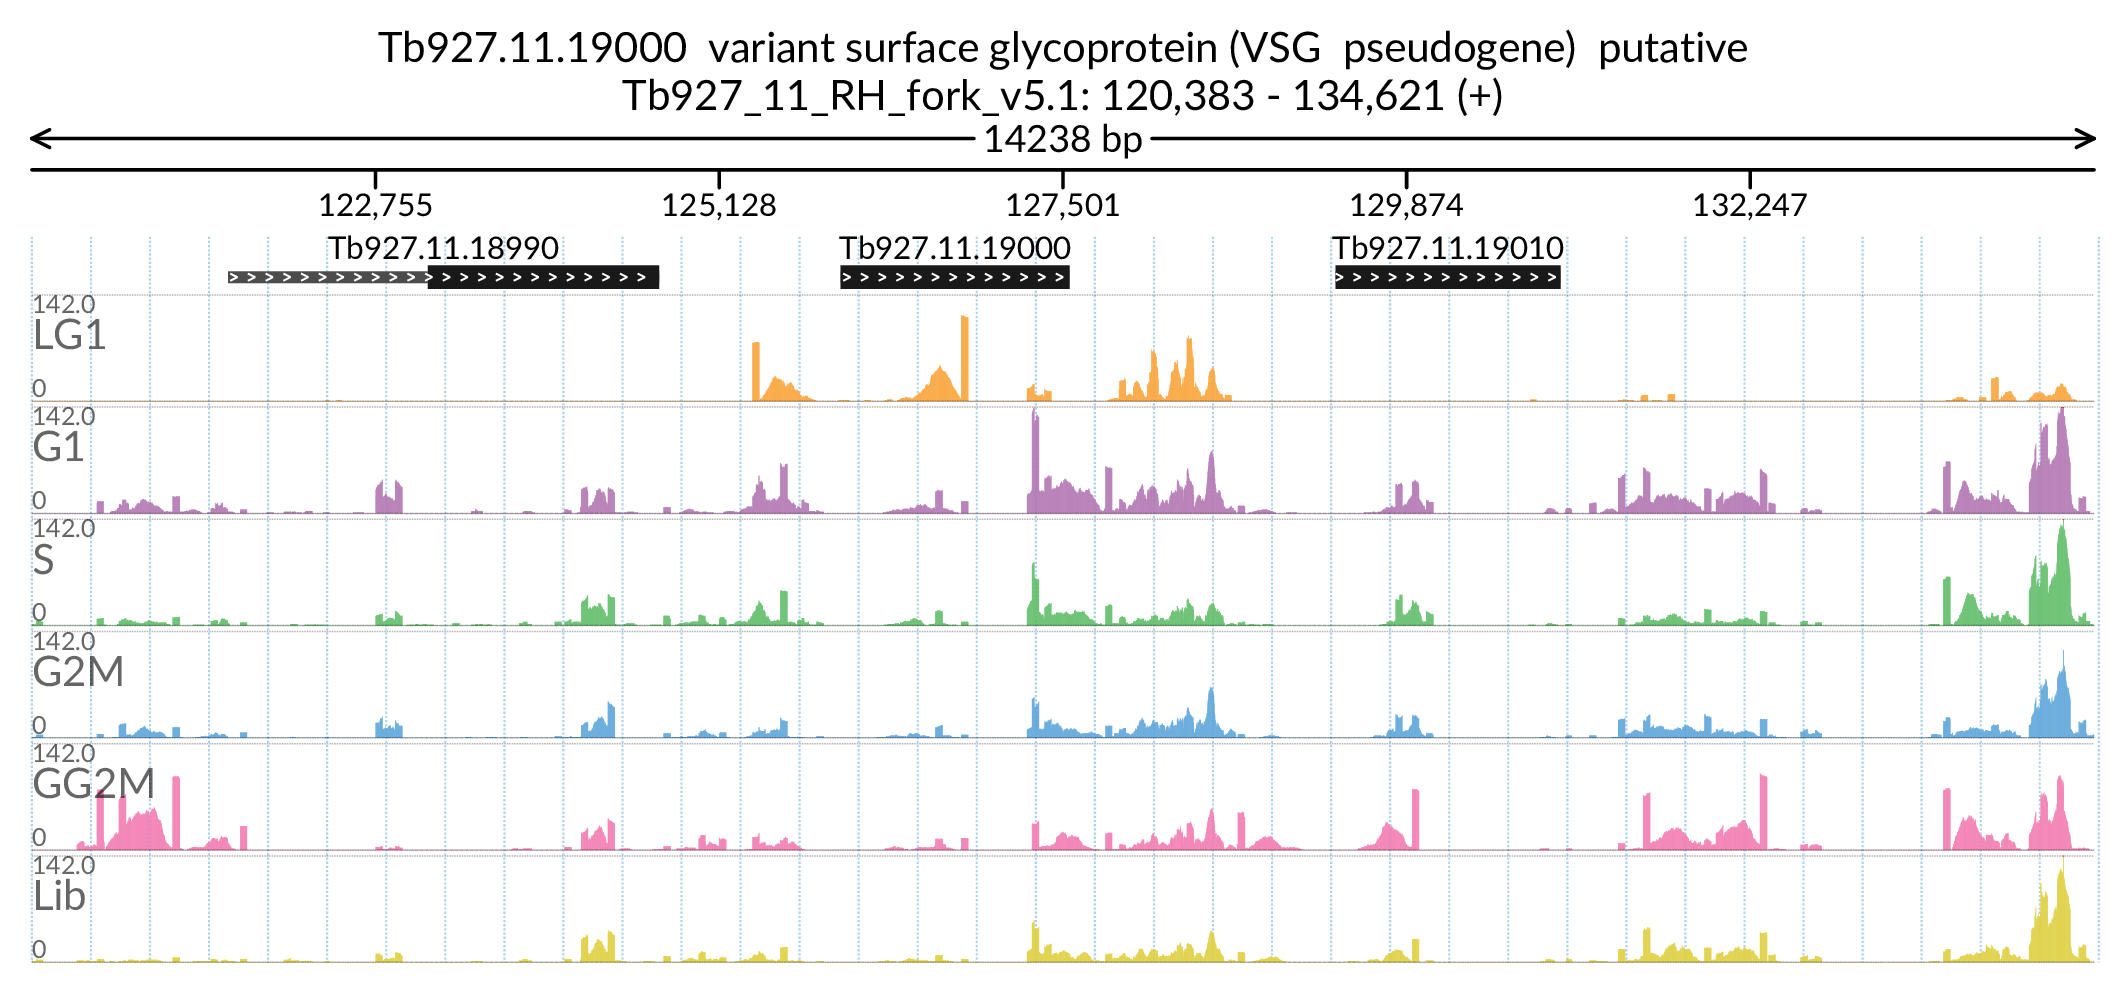 Tb927.11.19000 variant surface glycoprotein (VSG pseudogene) putative
Tb927_11_RH_fork_v5.1: 120,383 - 134,621 (+)
14238 bp
122,755 125,128 127,501 129,874 132,247
Tb927.11.18990 Tb927.11.19000 Tb927.11.19010
142.0
LG1
0
142.0
G1
0
142.0
S
0
142.0
G2M
0
142.0
GG2M
0
142.0
Lib
0